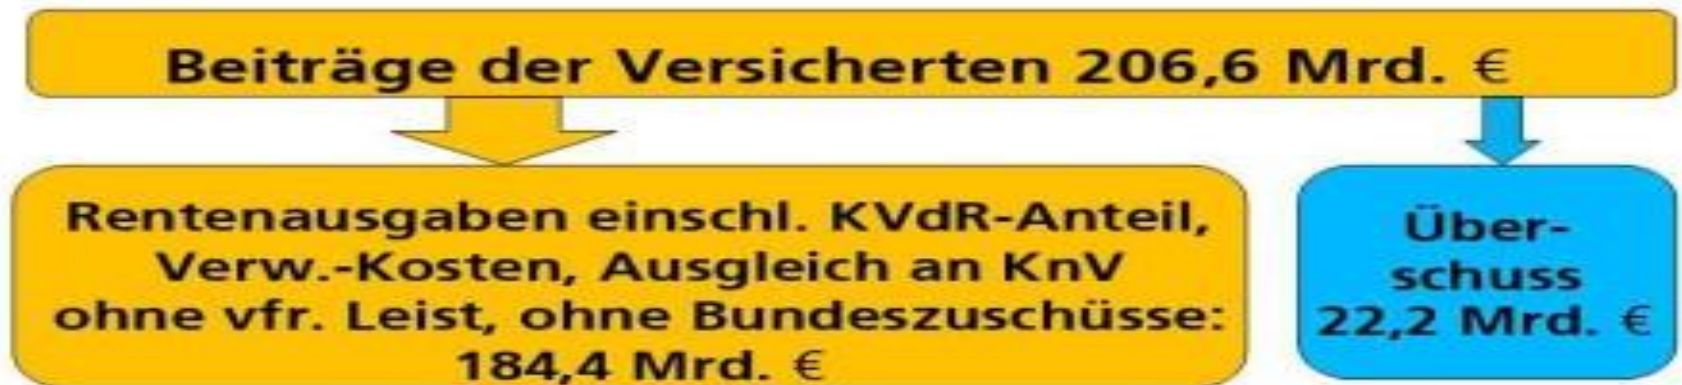 Beiträge der Versicherten 206,6 Mrd. €
Rentenausgaben einschl. KVdR-Anteil,
Verw.-Kosten, Ausgleich an KnV
ohne vfr. Leist, ohne Bundeszuschüsse:
184,4 Mrd. €
Über-
schuss
22,2 Mrd. €